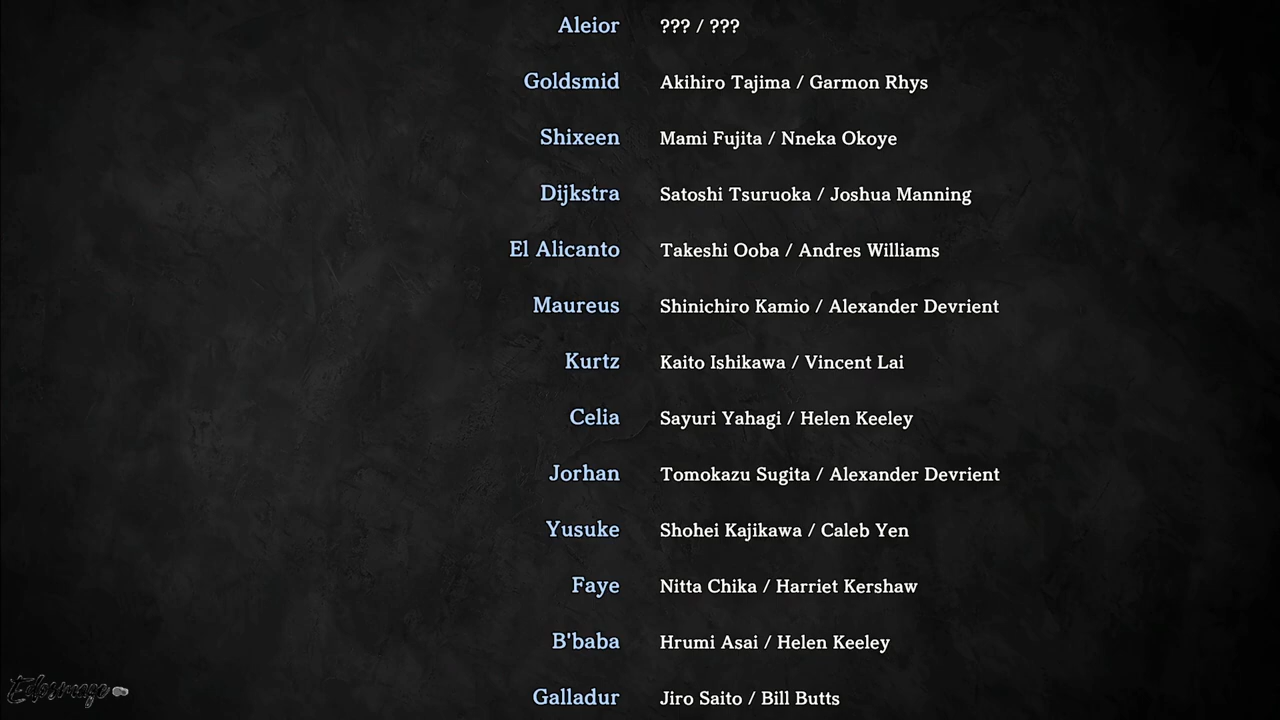 Aleior ??? / ???
Goldsmid Akihiro Tajima / Garmon Rhys
Shixeen Mami Fujita / Nneka Okoye
Dijkstra Satoshi Tsuruoka / Joshua Manning
El Alicanto Takeshi Ooba / Andres Williams
Maureus Shinichiro Kamio / Alexander Devrient
Kurtz Kaito Ishikawa / Vincent Lai
Celia Sayuri Yahagi / Helen Keeley
Jorhan Tomokazu Sugita / Alexander Devrient
Yusuke Shohei Kajikawa / Caleb Yen
Faye Nitta Chika / Harriet Kershaw
B'baba Hrumi Asai / Helen Keeley
Galladur Jiro Saito / Bill Butts